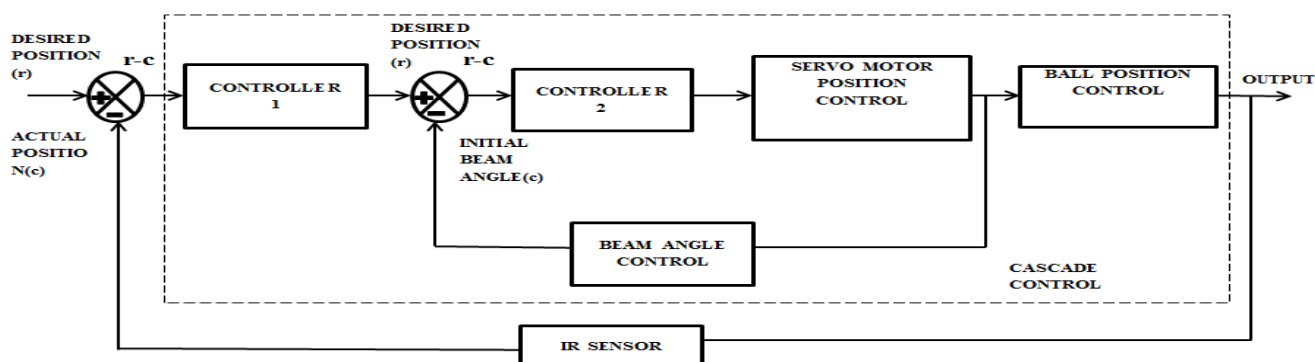 DESIRED
POSITION
(r)
r-c
CONTROLLER
1
DESIRED
POSITION
(r)
r-c
CONTROLLER
2
SERVO MOTOR
POSITION
CONTROL
BALL POSITION
CONTROL
OUTPUT
ACTUAL
POSITIO
N(c)
INITIAL
BEAM
ANGLE(c)
BEAM ANGLE
CONTROL
CASCADE
CONTROL
IR SENSOR